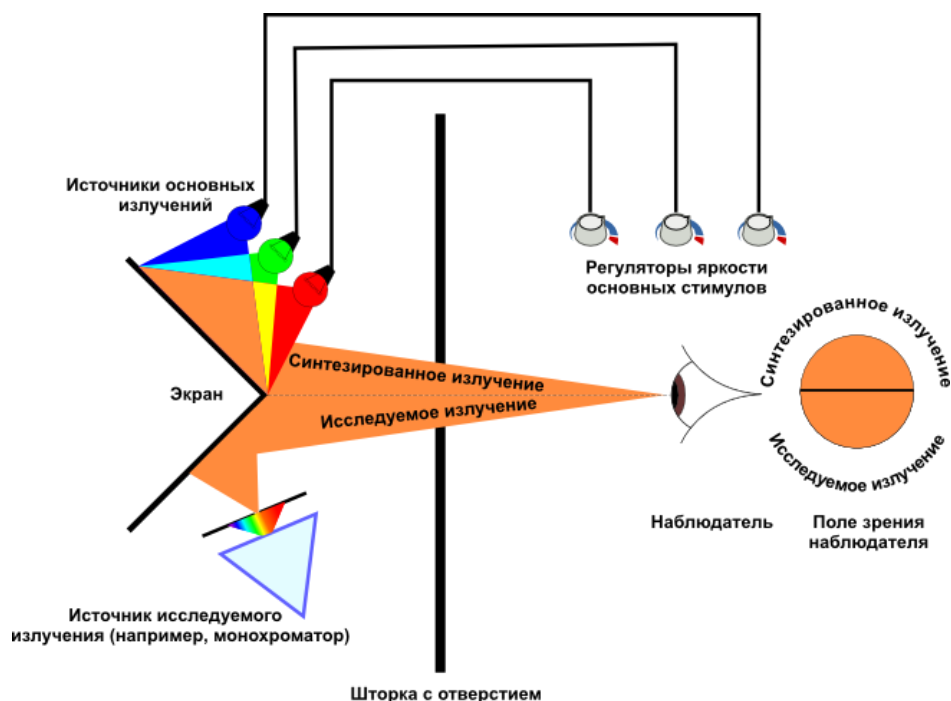 Источники основных
излучений
Регуляторы яркости
основных стимулов
Синтезированное излучение
Экран
Синтезированное излучение
Исследуемое излучение
Исследуемое излучение
Наблюдатель
Поле зрения
наблюдателя
Источник исследуемого
излучения (например, монохроматор)
Шторка с отверстием